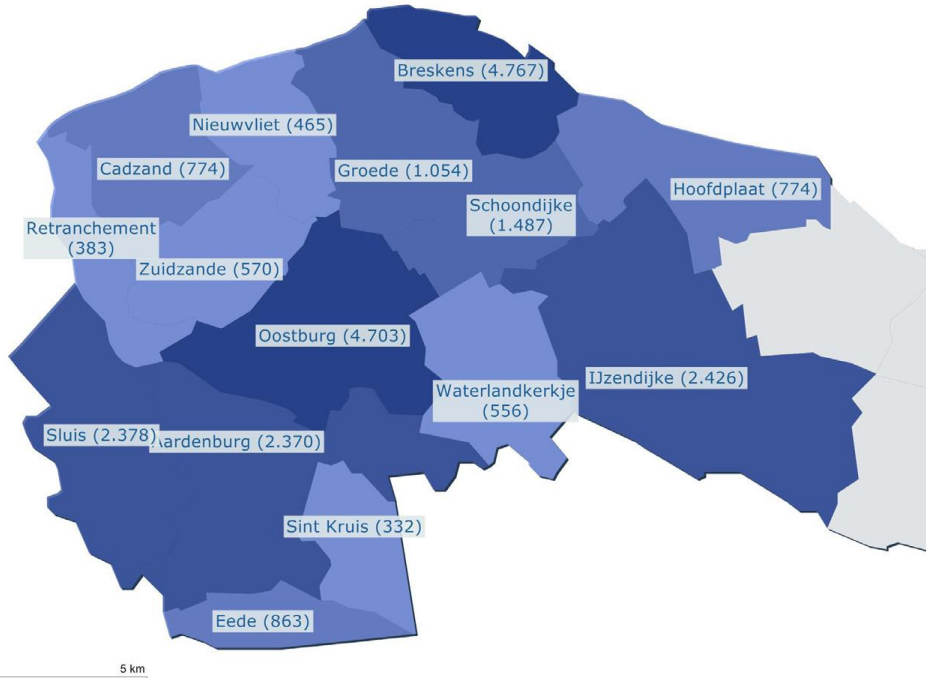 Breskens (4.767)
Nieuwvliet (465)
Cadzand (774)
Groede (1.054)
Hoofdplaat (774)
Schoondijke
(1.487)
Retranchement
(383)
Zuidzande (570)
Oostburg (4.703)
IJzendijke (2.426)
Waterlandkerkje
(556)
Sluis (2.378)
Aardenburg (2.370)
Sint Kruis (332)
Eede (863)
5 km